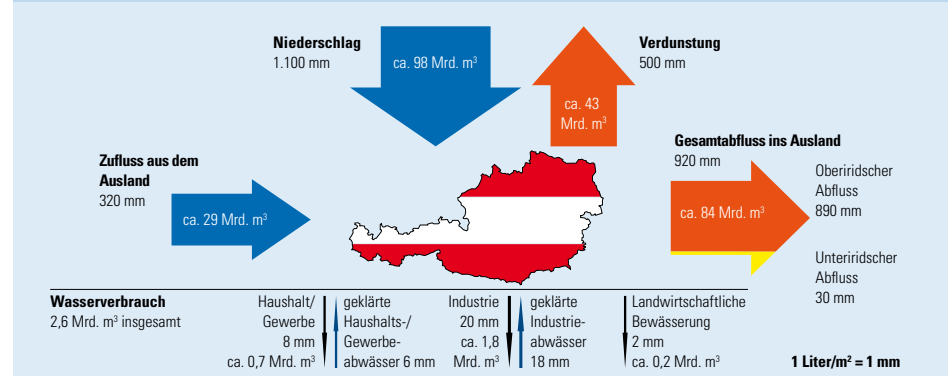 Niederschlag
1.100 mm
ca. 98 Mrd. m³
Verdunstung
500 mm
ca. 43
Mrd. m³
Zufluss aus dem
Ausland
320 mm
ca. 29 Mrd. m³
Gesamtabfluss ins Ausland
920 mm
ca. 84 Mrd. m³
Oberiridscher
Abfluss
890 mm
Unteriridscher
Abfluss
30 mm
Wasserverbrauch
2,6 Mrd. m³ insgesamt
Haushalt/
Gewerbe
8 mm
ca. 0,7 Mrd. m³
geklärte
Haushalts-/
Gewerbe-
abwässer 6 mm
Industrie
20 mm
ca. 1,8
Mrd. m³
geklärte
Industrie-
abwässer
18 mm
Landwirtschaftliche
Bewässerung
2 mm
ca. 0,2 Mrd. m³
1 Liter/m² = 1 mm